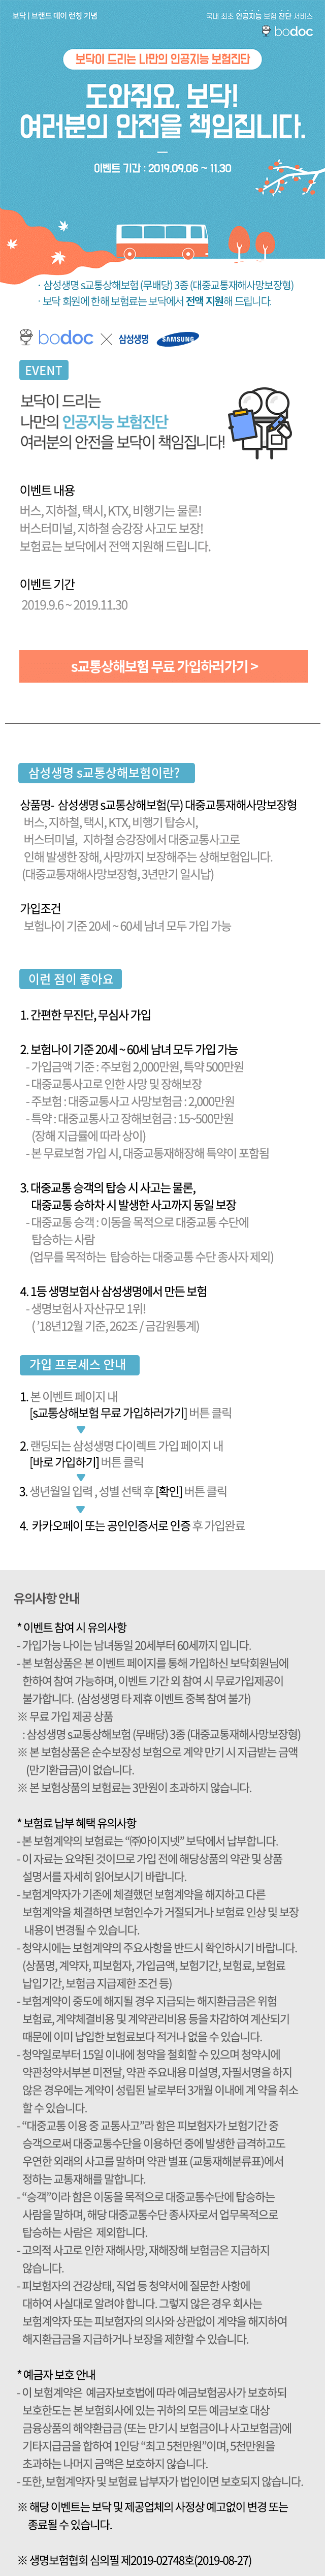 보닥 | 브랜드 데이 런칭 기념
국내 최초 인공지능 보험 진단 서비스
bodoc
보닥이 드리는 나만의 인공지능 보험진단
도와줘요, 보닥!
여러분의 안전을 책임집니다.
이벤트 기간 : 2019.09.06 ~ 11.30
· 삼성생명 s교통상해보험 (무배당) 3종 (대중교통재해사망보장형)
· 보닥 회원에 한해 보험료는 보닥에서 전액 지원해 드립니다.
bodoc × 삼성생명 SAMSUNG
EVENT
보닥이 드리는
나만의 인공지능 보험진단
여러분의 안전을 보닥이 책임집니다!
이벤트 내용
버스, 지하철, 택시, KTX, 비행기는 물론!
버스터미널, 지하철 승강장 사고도 보장!
보험료는 보닥에서 전액 지원해 드립니다.
이벤트 기간
2019.9.6 ~ 2019.11.30
s교통상해보험 무료 가입하러가기 >
삼성생명 s교통상해보험이란?
상품명- 삼성생명 s교통상해보험(무) 대중교통재해사망보장형
버스, 지하철, 택시, KTX, 비행기 탑승시,
버스터미널, 지하철 승강장에서 대중교통사고로
인해 발생한 장해, 사망까지 보장해주는 상해보험입니다.
(대중교통재해사망보장형, 3년만기 일시납)
가입조건
보험나이 기준 20세 ~ 60세 남녀 모두 가입 가능
이런 점이 좋아요
1. 간편한 무진단, 무심사 가입
2. 보험나이 기준 20세 ~ 60세 남녀 모두 가입 가능
- 가입금액 기준 : 주보험 2,000만원, 특약 500만원
- 대중교통사고로 인한 사망 및 장해보장
- 주보험 : 대중교통사고 사망보험금 : 2,000만원
- 특약 : 대중교통사고 장해보험금 : 15~500만원
(장해 지급률에 따라 상이)
- 본 무료보험 가입 시, 대중교통재해장해 특약이 포함됨
3. 대중교통 승객의 탑승 시 사고는 물론,
대중교통 승하차 시 발생한 사고까지 동일 보장
- 대중교통 승객 : 이동을 목적으로 대중교통 수단에
탑승하는 사람
(업무를 목적하는 탑승하는 대중교통 수단 종사자 제외)
4. 1등 생명보험사 삼성생명에서 만든 보험
- 생명보험사 자산규모 1위!
( '18년12월 기준, 262조 / 금감원통계)
가입 프로세스 안내
1. 본 이벤트 페이지 내
[s교통상해보험 무료 가입하러가기] 버튼 클릭
2. 랜딩되는 삼성생명 다이렉트 가입 페이지 내
[바로 가입하기] 버튼 클릭
3. 생년월일 입력 , 성별 선택 후 [확인] 버튼 클릭
4. 카카오페이 또는 공인인증서로 인증 후 가입완료
유의사항 안내
* 이벤트 참여 시 유의사항
- 가입가능 나이는 남녀동일 20세부터 60세까지 입니다.
- 본 보험상품은 본 이벤트 페이지를 통해 가입하신 보닥회원님에
한하여 참여 가능하며, 이벤트 기간 외 참여 시 무료가입제공이
불가합니다. (삼성생명 타 제휴 이벤트 중복 참여 불가)
※ 무료 가입 제공 상품
: 삼성생명 s교통상해보험 (무배당) 3종 (대중교통재해사망보장형)
※ 본 보험상품은 순수보장성 보험으로 계약 만기 시 지급받는 금액
(만기환급금)이 없습니다.
※ 본 보험상품의 보험료는 3만원이 초과하지 않습니다.
* 보험료 납부 혜택 유의사항
- 본 보험계약의 보험료는 "㈜아이지넷" 보닥에서 납부합니다.
- 이 자료는 요약된 것이므로 가입 전에 해당상품의 약관 및 상품
설명서를 자세히 읽어보시기 바랍니다.
- 보험계약자가 기존에 체결했던 보험계약을 해지하고 다른
보험계약을 체결하면 보험인수가 거절되거나 보험료 인상 및 보장
내용이 변경될 수 있습니다.
- 청약시에는 보험계약의 주요사항을 반드시 확인하시기 바랍니다.
(상품명, 계약자, 피보험자, 가입금액, 보험기간, 보험료, 보험료
납입기간, 보험금 지급제한 조건 등)
- 보험계약이 중도에 해지될 경우 지급되는 해지환급금은 위험
보험료, 계약체결비용 및 계약관리비용 등을 차감하여 계산되기
때문에 이미 납입한 보험료보다 적거나 없을 수 있습니다.
- 청약일로부터 15일 이내에 청약을 철회할 수 있으며 청약시에
약관청약서부본 미전달, 약관 주요내용 미설명, 자필서명을 하지
않은 경우에는 계약이 성립된 날로부터 3개월 이내에 계 약을 취소
할 수 있습니다.
- "대중교통 이용 중 교통사고"라 함은 피보험자가 보험기간 중
승객으로써 대중교통수단을 이용하던 중에 발생한 급격하고도
우연한 외래의 사고를 말하며 약관 별표 (교통재해분류표)에서
정하는 교통재해를 말합니다.
- "승객"이라 함은 이동을 목적으로 대중교통수단에 탑승하는
사람을 말하며, 해당 대중교통수단 종사자로서 업무목적으로
탑승하는 사람은 제외합니다.
- 고의적 사고로 인한 재해사망, 재해장해 보험금은 지급하지
않습니다.
- 피보험자의 건강상태, 직업 등 청약서에 질문한 사항에
대하여 사실대로 알려야 합니다. 그렇지 않은 경우 회사는
보험계약자 또는 피보험자의 의사와 상관없이 계약을 해지하여
해지환급금을 지급하거나 보장을 제한할 수 있습니다.
* 예금자 보호 안내
- 이 보험계약은 예금자보호법에 따라 예금보험공사가 보호하되
보호한도는 본 보험회사에 있는 귀하의 모든 예금보호 대상
금융상품의 해약환급금 (또는 만기시 보험금이나 사고보험금)에
기타지급금을 합하여 1인당 "최고 5천만원"이며, 5천만원을
초과하는 나머지 금액은 보호하지 않습니다.
- 또한, 보험계약자 및 보험료 납부자가 법인이면 보호되지 않습니다.
※ 해당 이벤트는 보닥 및 제공업체의 사정상 예고없이 변경 또는
종료될 수 있습니다.
※ 생명보험협회 심의필 제2019-02748호(2019-08-27)